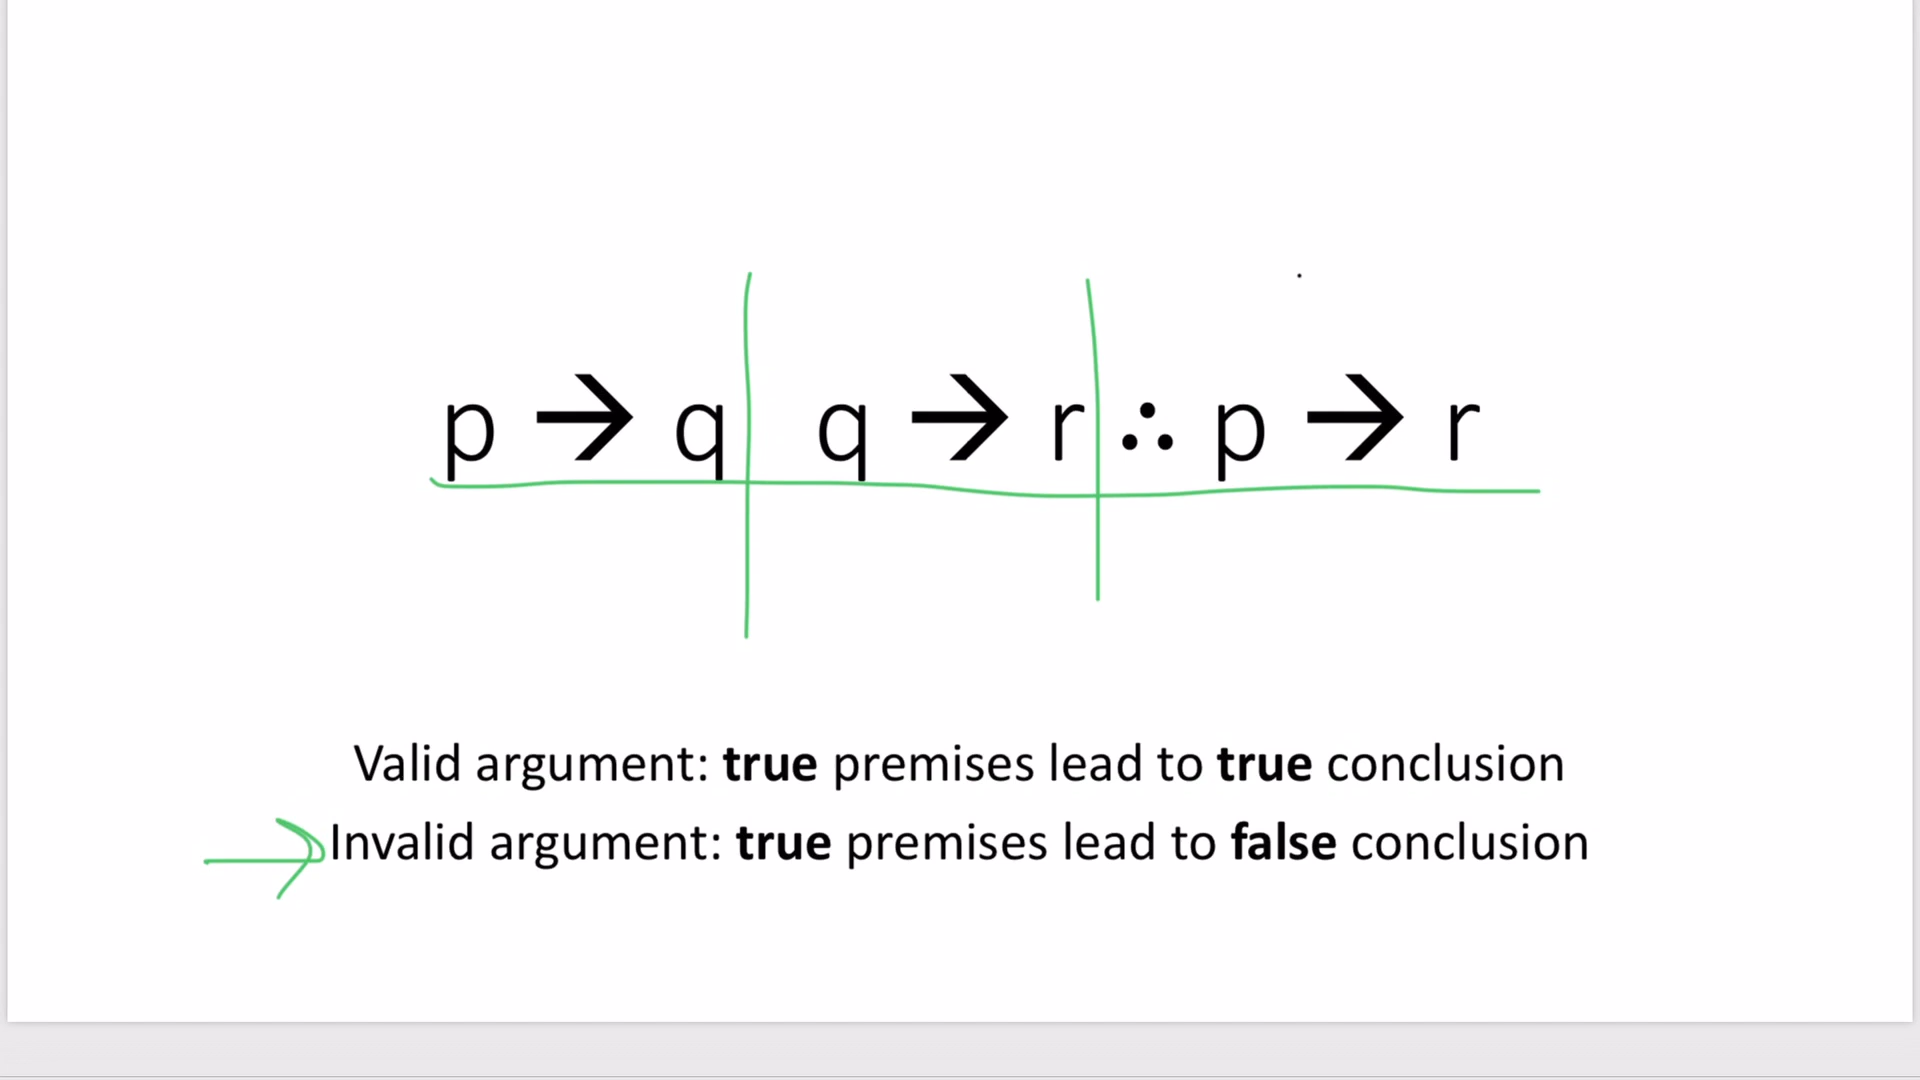 p → q q → r ∴ p → r
Valid argument: true premises lead to true conclusion
Invalid argument: true premises lead to false conclusion